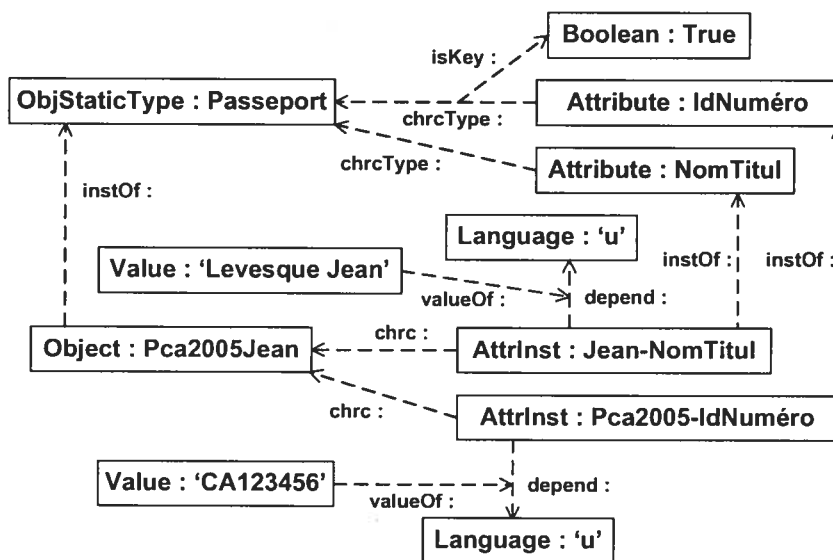 Boolean : True
isKey :
ObjStaticType : Passeport
Attribute : IdNuméro
chrcType :
Attribute : NomTitul
chrcType :
instOf :
Language : 'u'
Value : 'Levesque Jean'
instOf :
instOf :
valueOf :
depend :
Object : Pca2005Jean
chrc :
AttrInst : Jean-NomTitul
chrc :
AttrInst : Pca2005-IdNuméro
Value : 'CA123456'
valueOf :
depend :
Language : 'u'